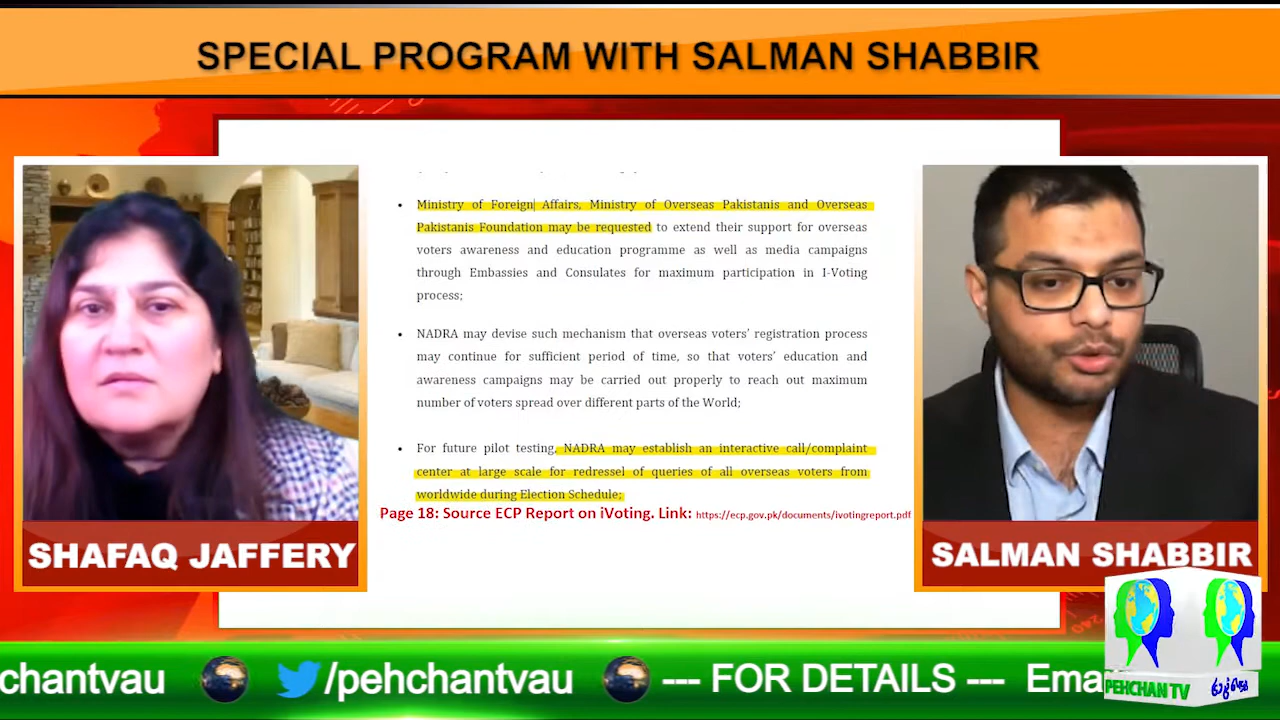 SPECIAL PROGRAM WITH SALMAN SHABBIR
• Ministry of Foreign Affairs, Ministry of Overseas Pakistanis and Overseas
Pakistanis Foundation may be requested to extend their support for overseas
voters awareness and education programme as well as media campaigns
through Embassies and Consulates for maximum participation in I-Voting
process;
• NADRA may devise such mechanism that overseas voters’ registration process
may continue for sufficient period of time, so that voters’ education and
awareness campaigns may be carried out properly to reach out maximum
number of voters spread over different parts of the World;
• For future pilot testing, NADRA may establish an interactive call/complaint
center at large scale for redressel of queries of all overseas voters from
worldwide during Election Schedule;
Page 18: Source ECP Report on iVoting. Link: https://ecp.gov.pk/documents/ivotingreport.pdf
SHAFAQ JAFFERY
SALMAN SHABBIR
chantvau /pehchantvau --- FOR DETAILS --- Ema
PEHCHAN TV